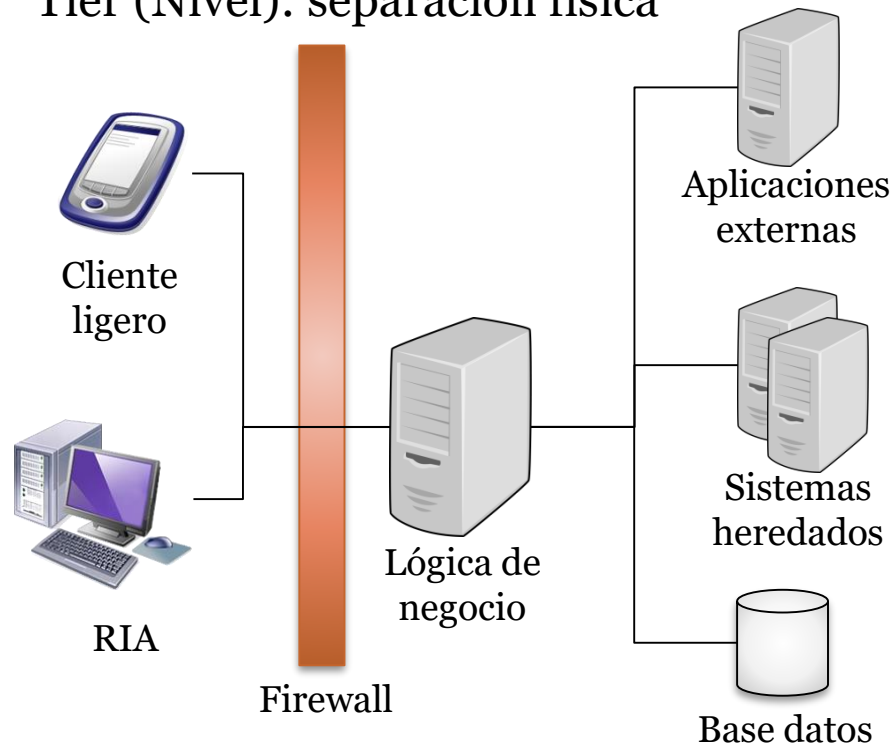 Tier (Nivel): separación física
Cliente
ligero
RIA
Firewall
Lógica de
negocio
Aplicaciones
externas
Sistemas
heredados
Base datos